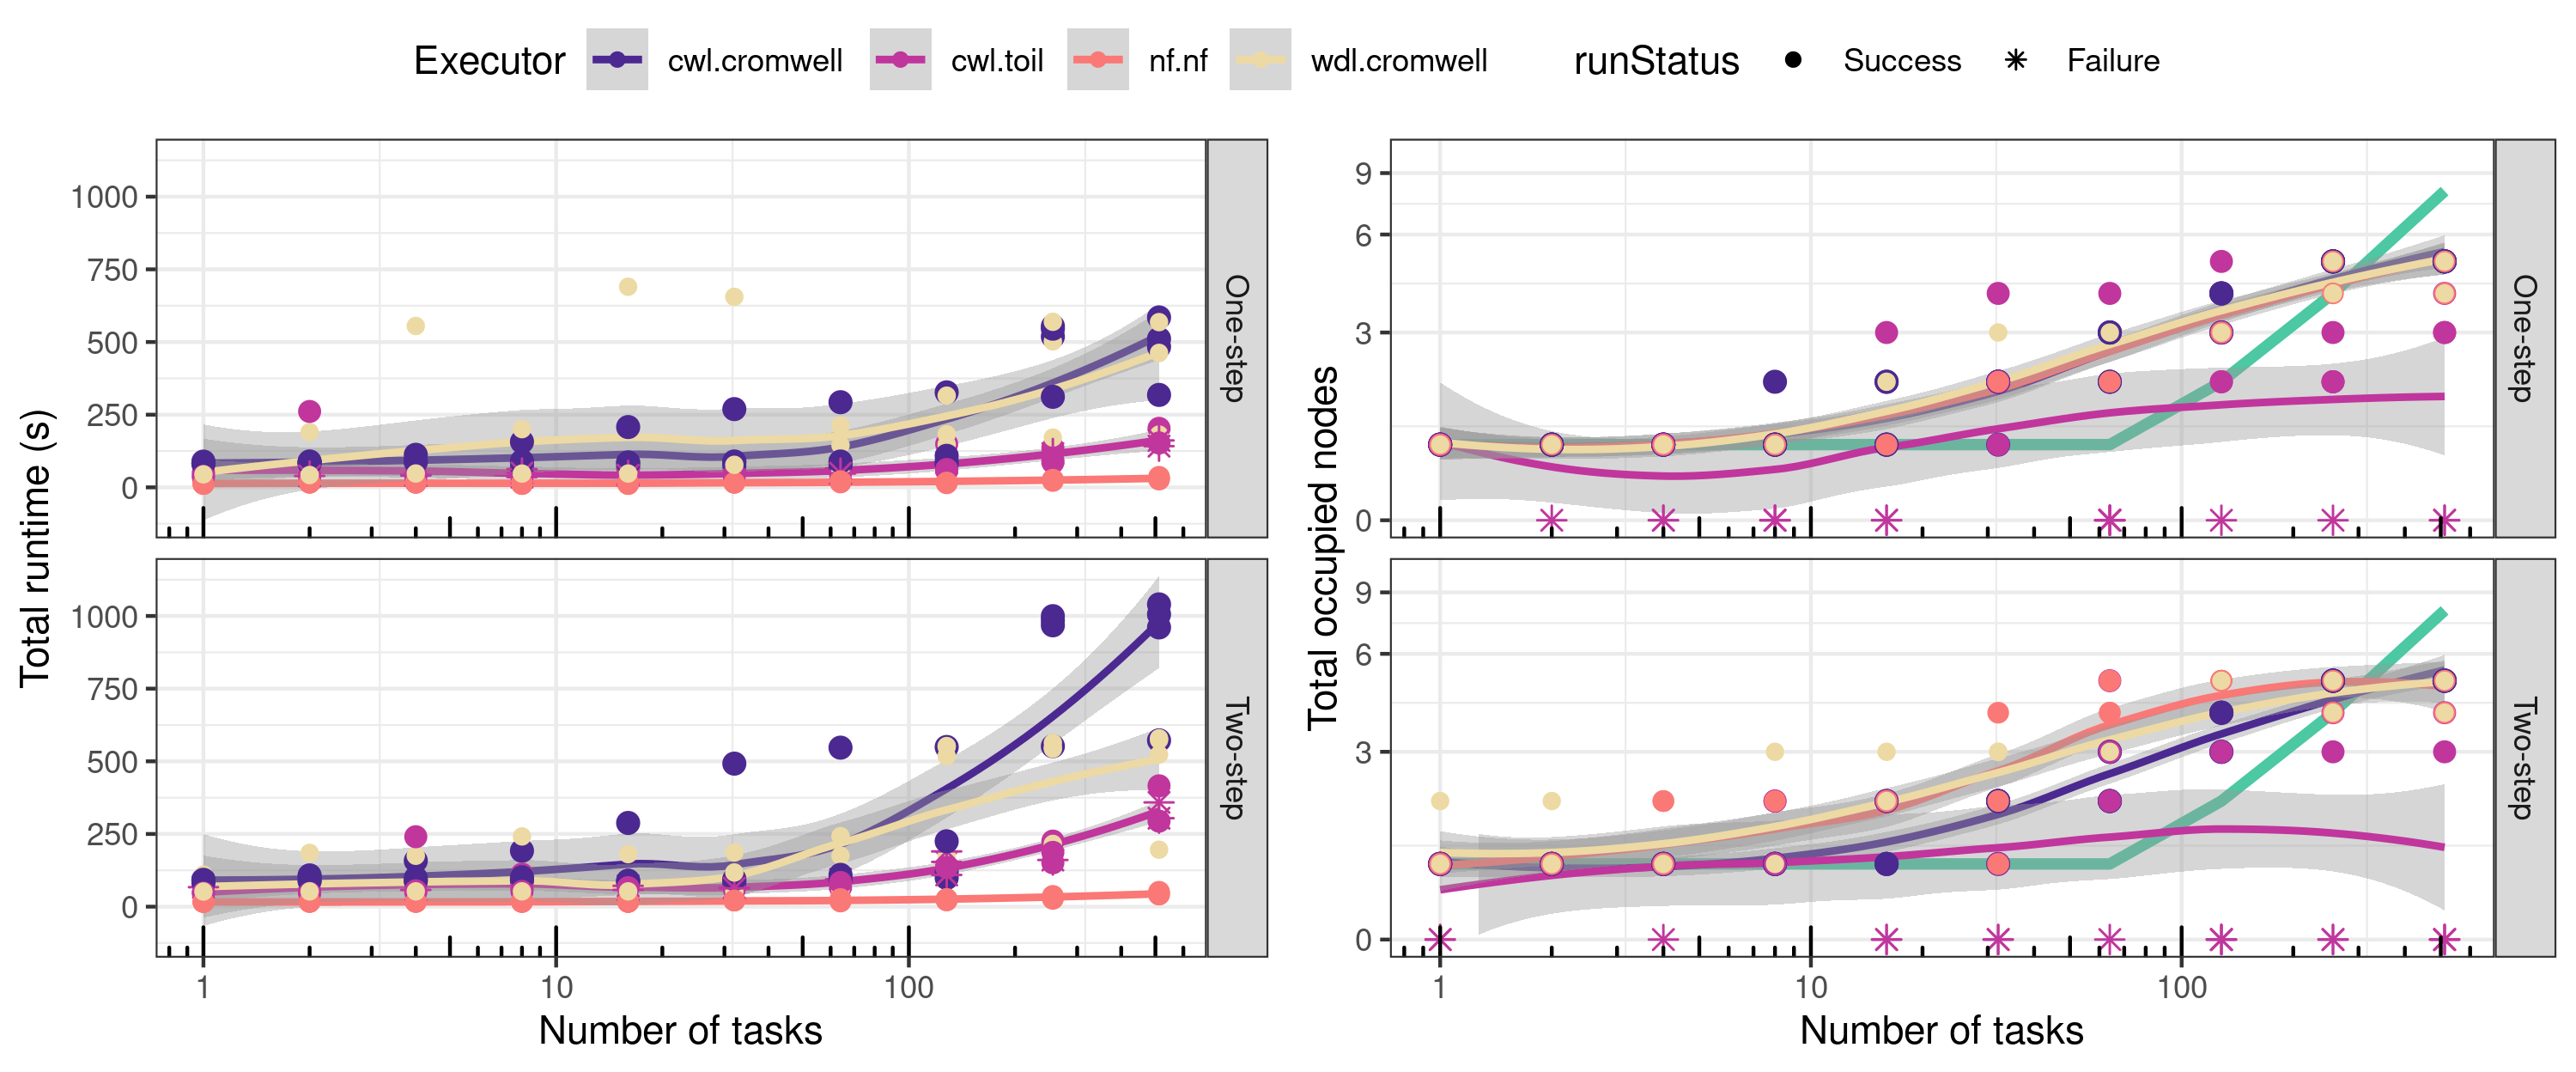 Executor cwl.cromwell cwl.toil nf.nf wdl.cromwell runStatus Success Failure
Total runtime (s)
1000
750
500
250
0
One-step
1000
750
500
250
0
Two-step
1 10 100
Number of tasks
Total occupied nodes
9
6
3
0
One-step
9
6
3
0
Two-step
1 10 100
Number of tasks